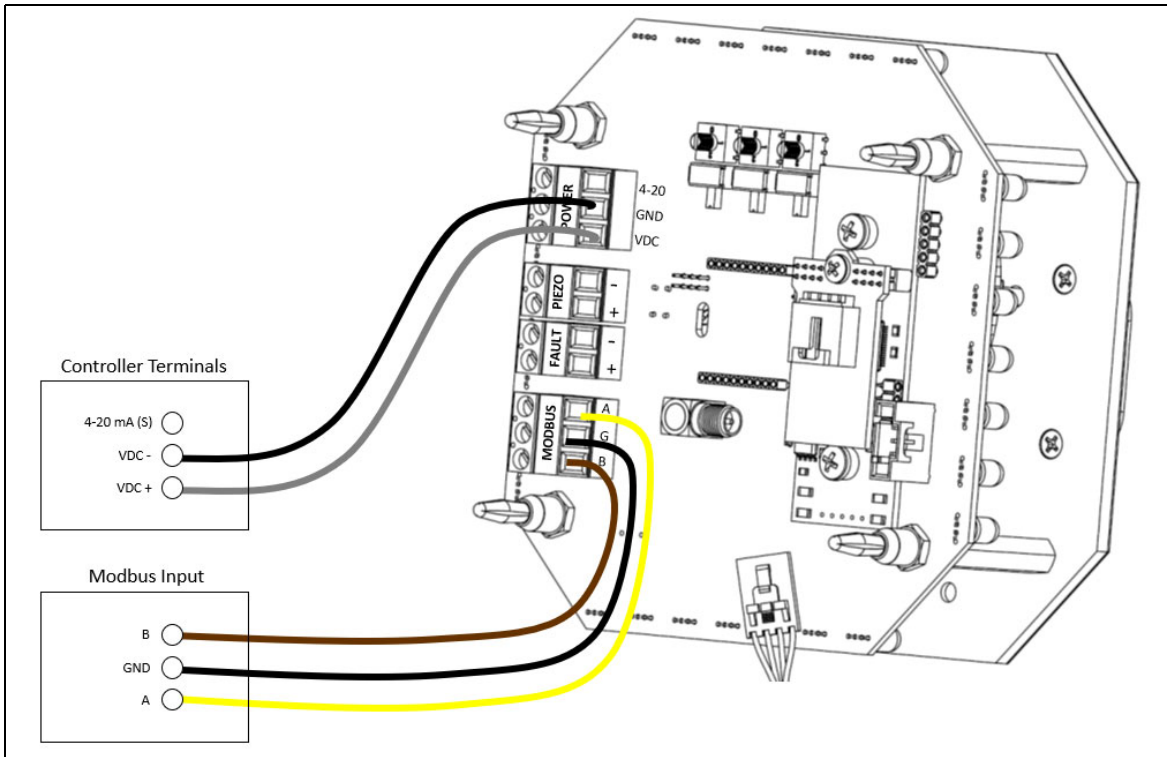 POWER
4-20
GND
VDC
PIEZO
-
+
FAULT
-
+
MODBUS
A
G
B
Controller Terminals
4-20 mA (S)
VDC -
VDC +
Modbus Input
B
GND
A